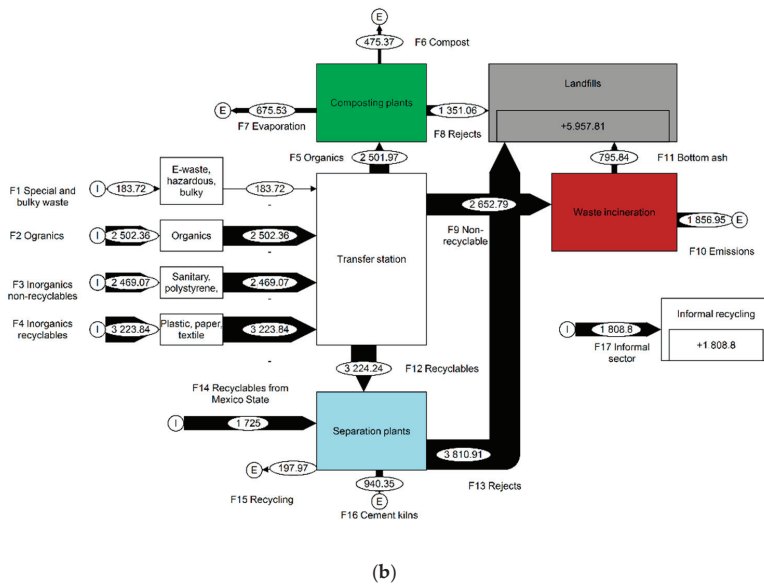 E
475.37
F6 Compost
Composting plants
Landfills
+5.957.81
E
675.53
F7 Evaporation
1 351.06
F8 Rejects
F5 Organics
2 501.97
795.84
F11 Bottom ash
F1 Special and
bulky waste
I
183.72
E-waste,
hazardous,
bulky
183.72
-
2 652.79
F9 Non-
recyclable
Waste incineration
1 856.95
E
F10 Emissions
F2 Ogranics
I
2 502.36
Organics
2 502.36
-
Transfer station
F3 Inorganics
non-recyclables
I
2 469.07
Sanitary,
polystyrene,
2 469.07
-
F4 Inorganics
recyclables
I
3 223.84
Plastic, paper,
textile
3 223.84
-
Informal recycling
+1 808.8
I
1 808.8
F17 Informal
sector
3 224.24
F12 Recyclables
F14 Recyclables from
Mexico State
I
1 725
Separation plants
3 810.91
F13 Rejects
E
197.97
F15 Recycling
940.35
E
F16 Cement kilns
(b)